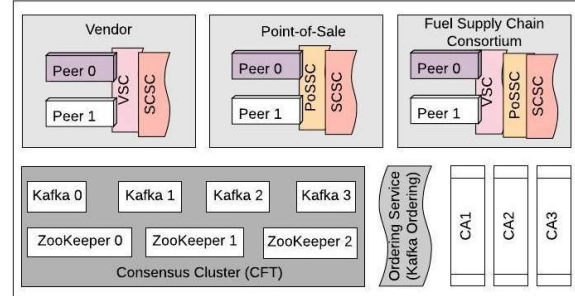 Vendor
Peer 0
Peer 1
VSC
SCSC
Point-of-Sale
Peer 0
Peer 1
PoSSC
SCSC
Fuel Supply Chain
Consortium
Peer 0
Peer 1
VSC
PoSSC
SCSC
Kafka 0
Kafka 1
Kafka 2
Kafka 3
ZooKeeper 0
ZooKeeper 1
ZooKeeper 2
Consensus Cluster (CFT)
Ordering Service
(Kafka Ordering)
CA1
CA2
CA3